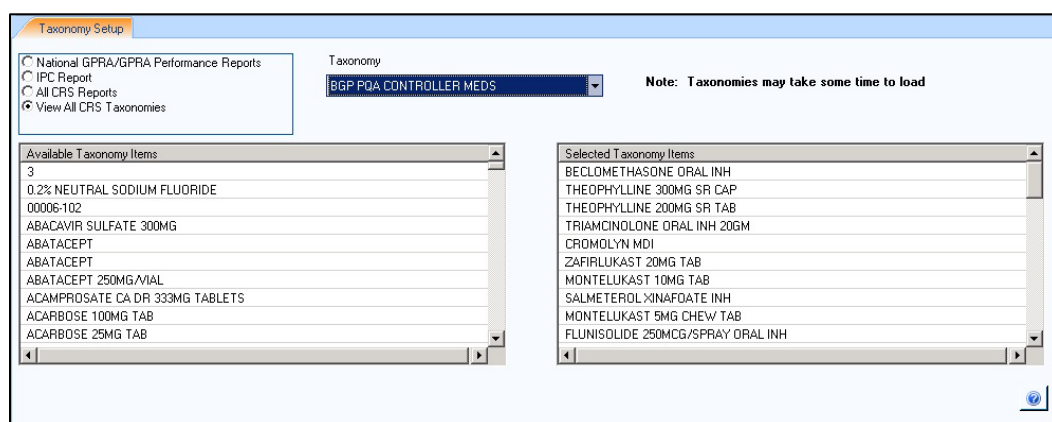 Taxonomy Setup
National GPRA/GPRA Performance Reports
IPC Report
All CRS Reports
View All CRS Taxonomies
Taxonomy
BGP PQA CONTROLLER MEDS
Note: Taxonomies may take some time to load
Available Taxonomy Items
3
0.2% NEUTRAL SODIUM FLUORIDE
00006-102
ABACAVIR SULFATE 300MG
ABATACEPT
ABATACEPT
ABATACEPT 250MG/VIAL
ACAMPROSATE CA DR 333MG TABLETS
ACARBOSE 100MG TAB
ACARBOSE 25MG TAB
Selected Taxonomy Items
BECLOMETHASONE ORAL INH
THEOPHYLLINE 300MG SR CAP
THEOPHYLLINE 200MG SR TAB
TRIAMCINOLONE ORAL INH 20GM
CROMOLYN MDI
ZAFIRLUKAST 20MG TAB
MONTELUKAST 10MG TAB
SALMETEROL XINAFOATE INH
MONTELUKAST 5MG CHEW TAB
FLUNISOLIDE 250MCG/SPRAY ORAL INH